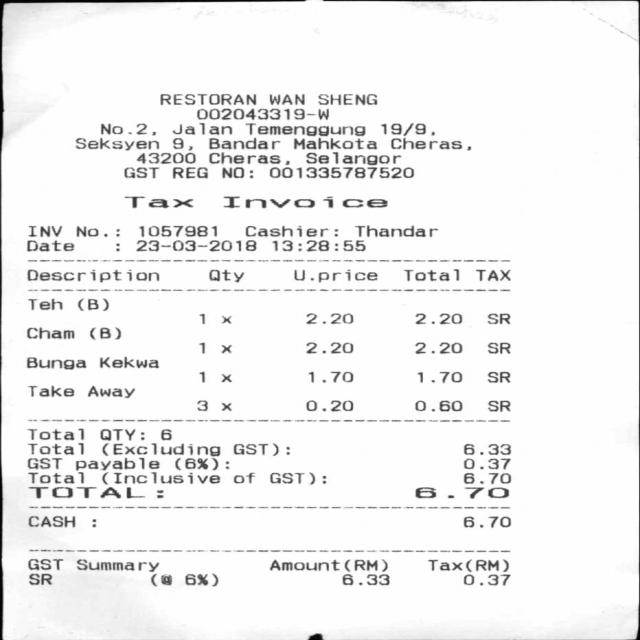 RESTORAN WAN SHENG
002043319-W
No.2, Jalan Temenggung 19/9,
Seksyen 9, Bandar Mahkota Cheras,
43200 Cheras, Selangor
GST REG NO: 001335787520
Tax Invoice
INV No.: 1057981 Cashier: Thandar
Date : 23-03-2018 13:28:55
Description Qty U.price Total TAX
Teh (B)
1 x 2.20 2.20 SR
Cham (B)
1 x 2.20 2.20 SR
Bunga Kekwa
1 x 1.70 1.70 SR
Take Away
3 x 0.20 0.60 SR
Total QTY: 6
Total (Excluding GST): 6.33
GST payable (6%): 0.37
Total (Inclusive of GST): 6.70
TOTAL: 6.70
CASH : 6.70
GST Summary Amount(RM) Tax(RM)
SR (@ 6%) 6.33 0.37